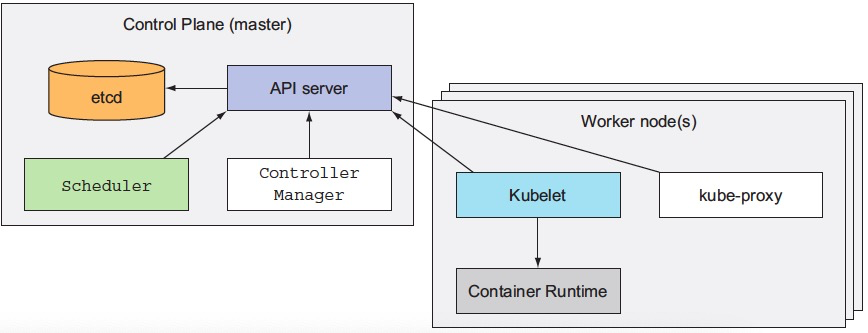 Control Plane (master)
etcd
API server
Scheduler
Controller
Manager
Worker node(s)
Kubelet
kube-proxy
Container Runtime